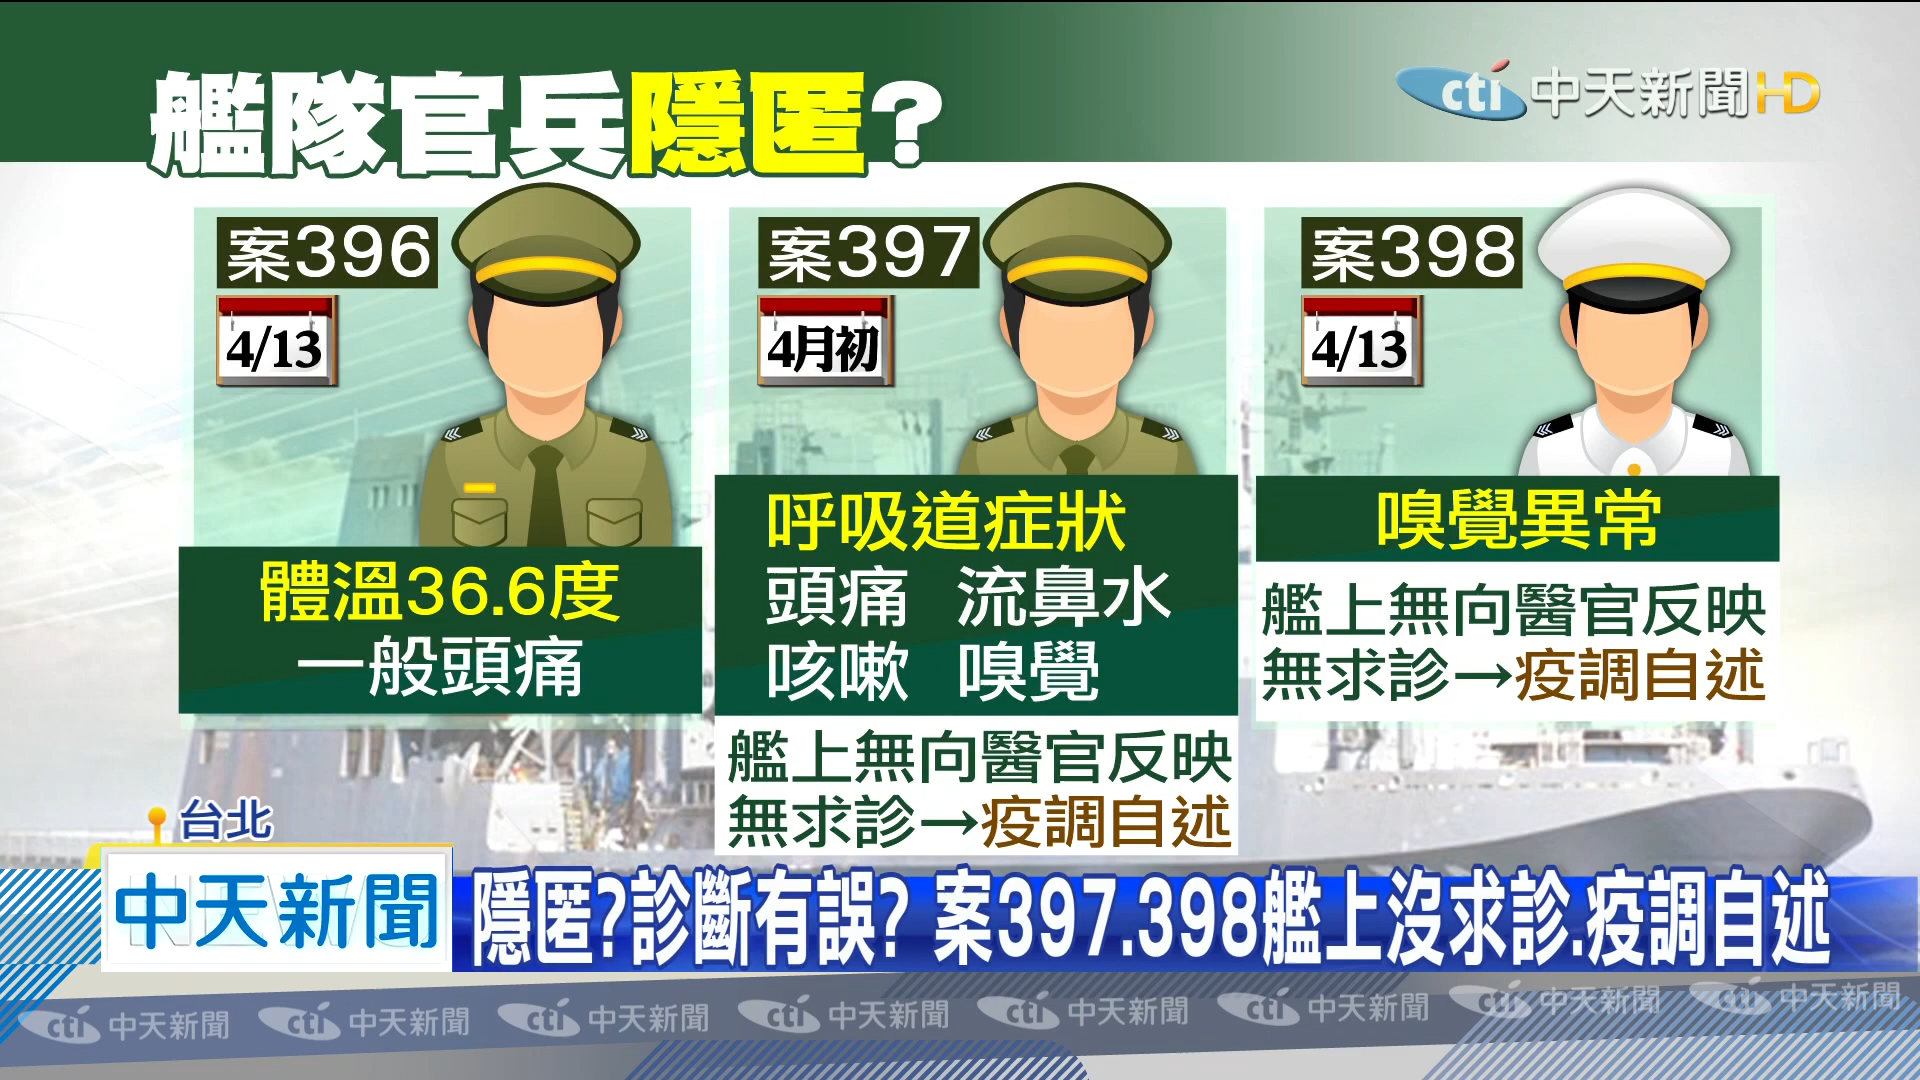 艦隊官兵隱匿?
cti 中天新聞HD
案396
4/13
體溫36.6度
一般頭痛
案397
4月初
呼吸道症狀
頭痛 流鼻水
咳嗽 嗅覺
艦上無向醫官反映
無求診→疫調自述
案398
4/13
嗅覺異常
艦上無向醫官反映
無求診→疫調自述
台北
中天新聞
隱匿?診斷有誤? 案397.398艦上沒求診.疫調自述
cti 中天新聞 cti 中天新聞 cti 中天新聞 cti 中天新聞 cti 中天新聞 cti 中天新聞 cti 中天新聞 cti 中天新聞